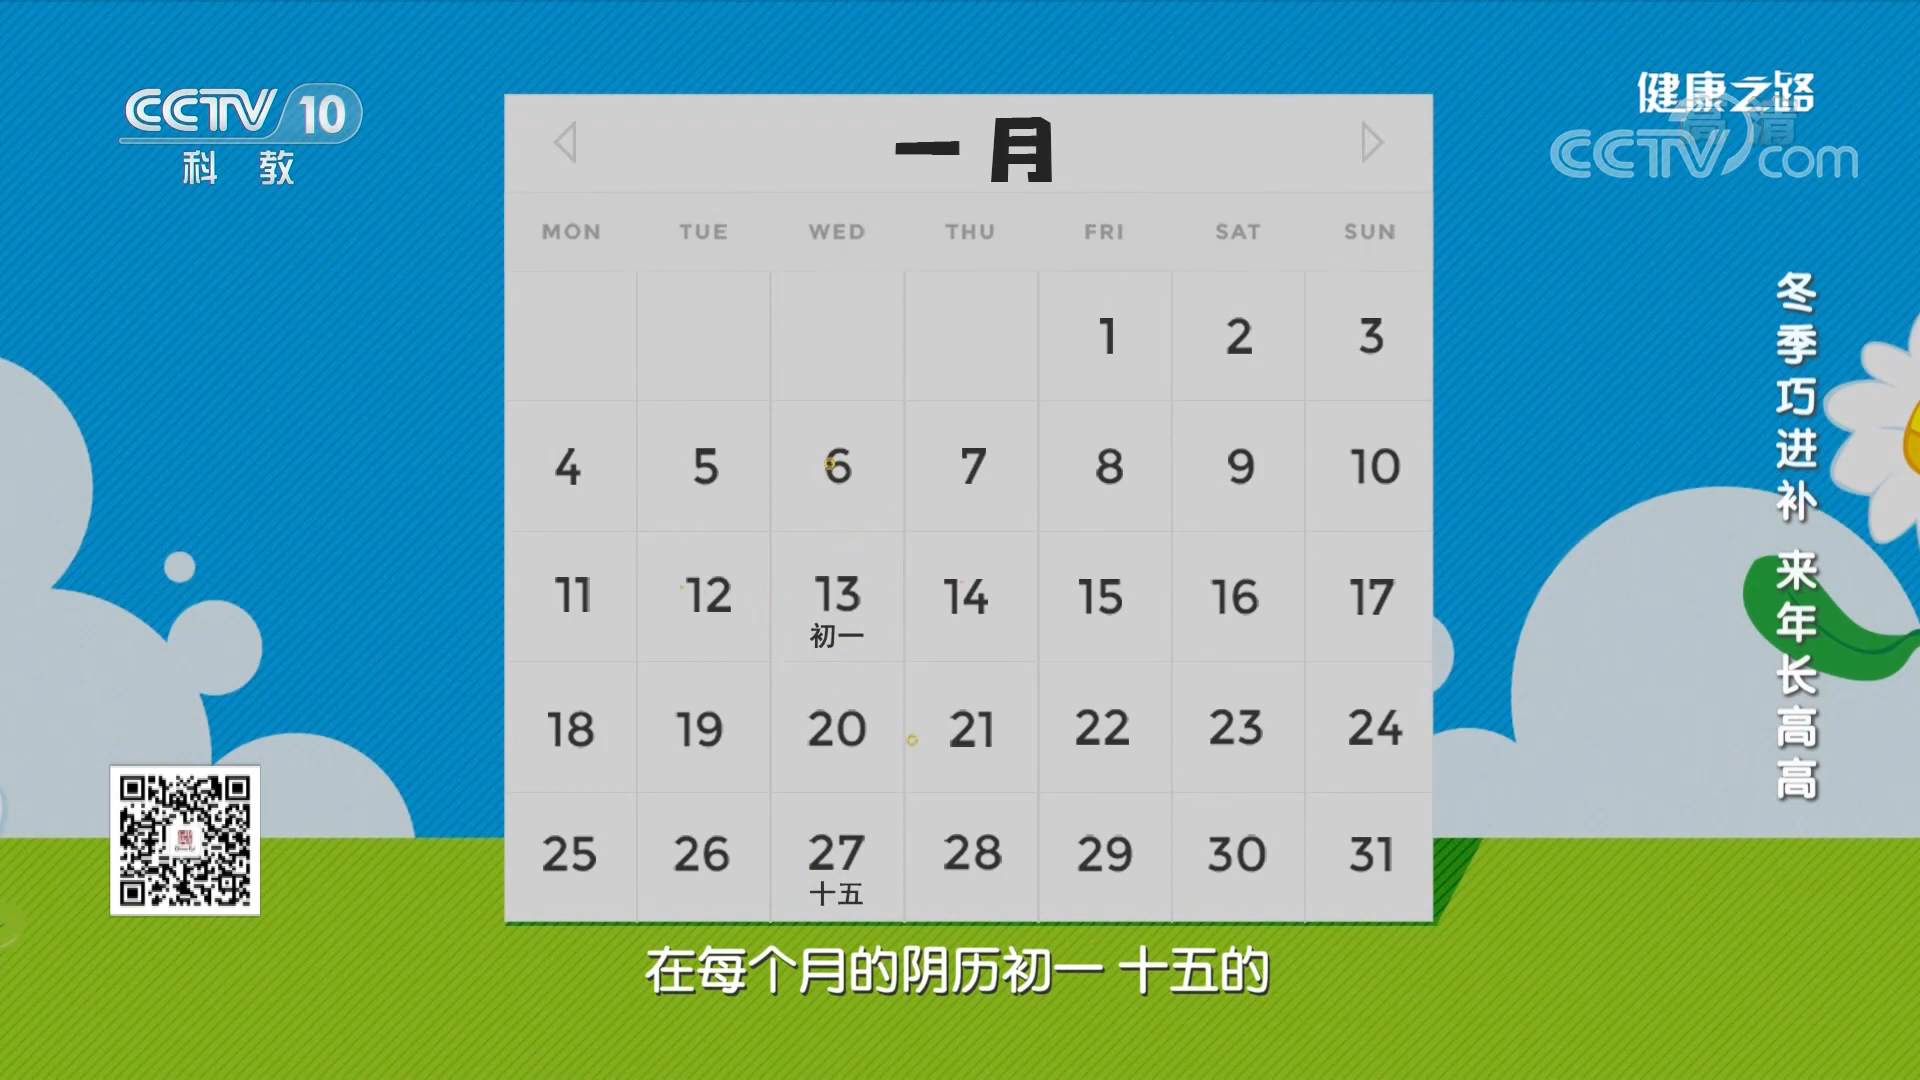 CCTV 10
科 教
健康之路
高清
CCTV.com
一月
MON TUE WED THU FRI SAT SUN
1 2 3
4 5 6 7 8 9 10
11 12 13 14 15 16 17
初一
18 19 20 21 22 23 24
25 26 27 28 29 30 31
十五
冬季巧进补 来年长高高
在每个月的阴历初一 十五的